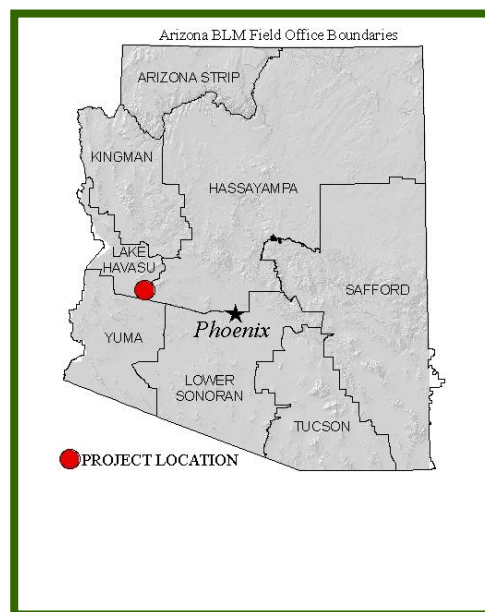 Arizona BLM Field Office Boundaries
ARIZONA STRIP
KINGMAN
HASSAYAMPA
LAKE
HAVASU
SAFFORD
Phoenix
YUMA
LOWER
SONORAN
TUCSON
PROJECT LOCATION